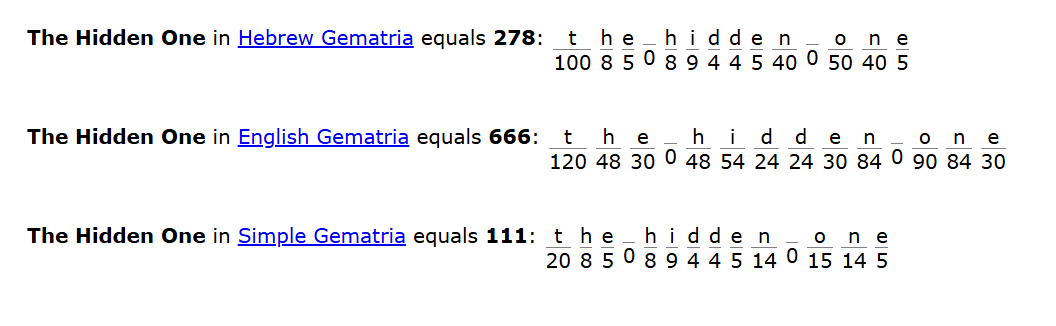 The Hidden One in Hebrew Gematria equals 278: t h e _ h i d d e n _ o n e
100 8 5 0 8 9 4 4 5 40 0 50 40 5
The Hidden One in English Gematria equals 666: t h e _ h i d d e n _ o n e
120 48 30 0 48 54 24 24 30 84 0 90 84 30
The Hidden One in Simple Gematria equals 111: t h e _ h i d d e n _ o n e
20 8 5 0 8 9 4 4 5 14 0 15 14 5